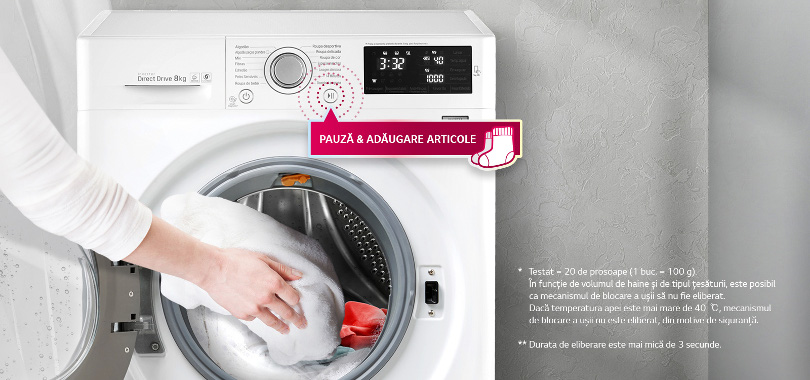 Direct Drive 8kg
Algodão
Mix
3:32
40
1000
PAUZĂ & ADĂUGARE ARTICOLE
* Testat = 20 de prosoape (1 buc. = 100 g).
În funcție de volumul de haine și de tipul țesăturii, este posibil
ca mecanismul de blocare a ușii să nu fie eliberat.
Dacă temperatura apei este mai mare de 40 ℃, mecanismul
de blocare a ușii nu este eliberat, din motive de siguranță.
** Durata de eliberare este mai mică de 3 secunde.